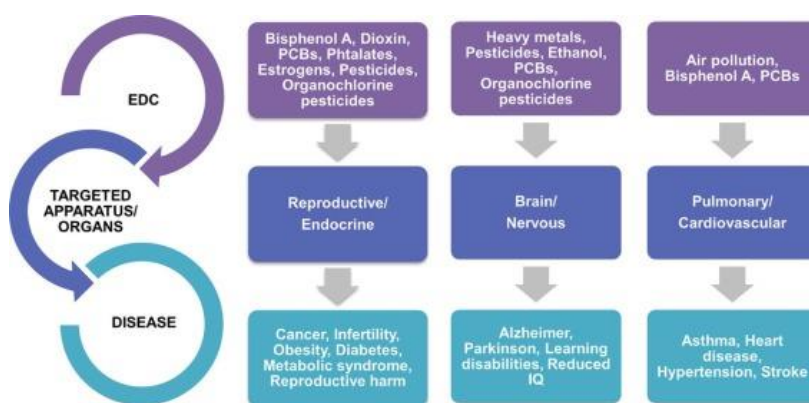 EDC
TARGETED
APPARATUS/
ORGANS
DISEASE
Bisphenol A, Dioxin,
PCBs, Phtalates,
Estrogens, Pesticides,
Organochlorine
pesticides
Reproductive/
Endocrine
Cancer, Infertility,
Obesity, Diabetes,
Metabolic syndrome,
Reproductive harm
Heavy metals,
Pesticides, Ethanol,
PCBs,
Organochlorine
pesticides
Brain/
Nervous
Alzheimer,
Parkinson, Learning
disabilities, Reduced
IQ
Air pollution,
Bisphenol A, PCBs
Pulmonary/
Cardiovascular
Asthma, Heart
disease,
Hypertension, Stroke